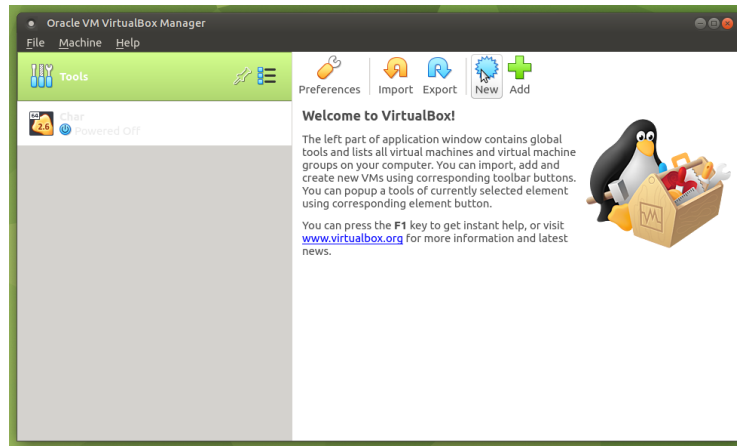 Oracle VM VirtualBox Manager
File Machine Help
Tools
64
2.6
Char
Powered Off
Preferences Import Export New Add
Welcome to VirtualBox!
The left part of application window contains global
tools and lists all virtual machines and virtual machine
groups on your computer. You can import, add and
create new VMs using corresponding toolbar buttons.
You can popup a tools of currently selected element
using corresponding element button.
You can press the F1 key to get instant help, or visit
www.virtualbox.org for more information and latest
news.